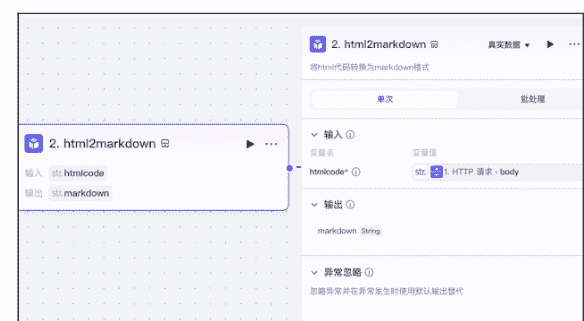 2. html2markdown
输入 str.htmlcode
输出 str.markdown
2. html2markdown
真实数据
将html代码转换为markdown格式
单次
批处理
输入
变量名
变量值
htmlcode*
str. 1. HTTP 请求 - body
输出
markdown String
异常忽略
忽略异常并在异常发生时使用默认输出替代